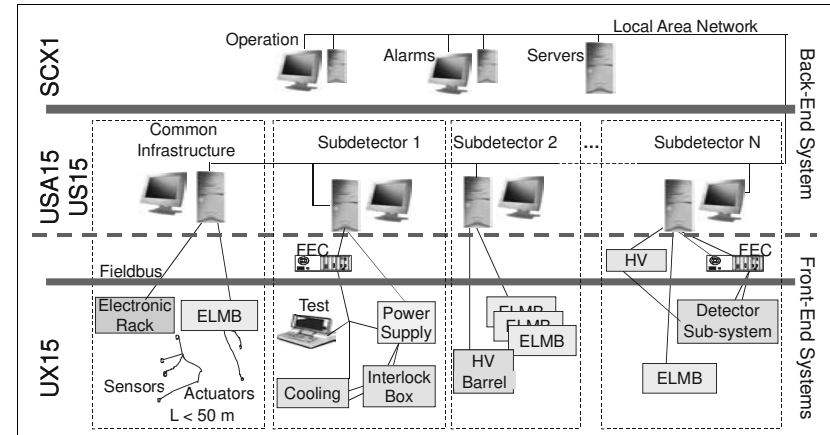 Local Area Network
Operation
Alarms
Servers
SCX1
Back-End System
Common
Infrastructure
Subdetector 1
Subdetector 2
...
Subdetector N
USA15
US15
FEC
HV
FEC
Fieldbus
Electronic
Rack
ELMB
Test
Power
Supply
ELMB
ELMB
ELMB
Detector
Sub-system
Front-End Systems
UX15
Sensors
Actuators
L < 50 m
Cooling
Interlock
Box
HV
Barrel
ELMB